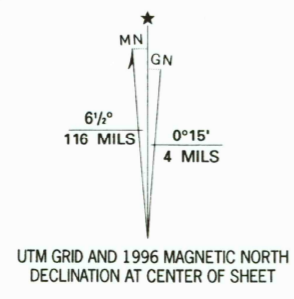 ★
MN
GN
6½°
116 MILS
0°15'
4 MILS
UTM GRID AND 1996 MAGNETIC NORTH
DECLINATION AT CENTER OF SHEET